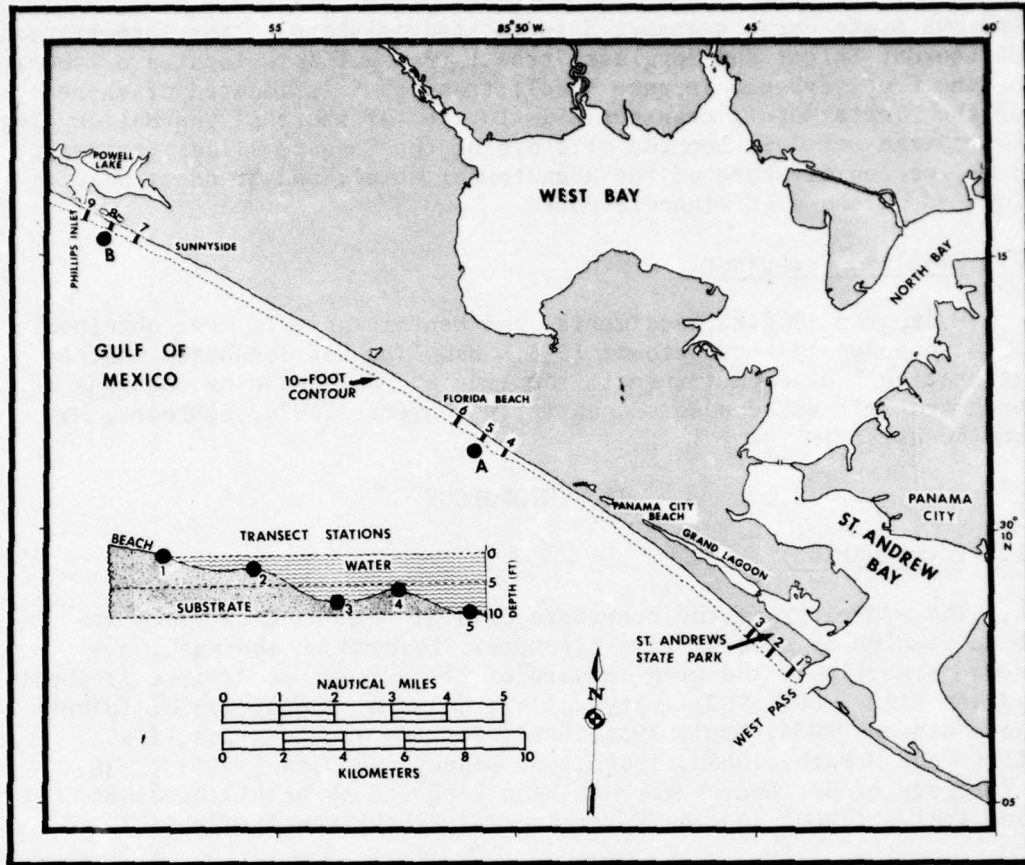 55
85° 50 W.
45
60
POWELL
LAKE
WEST BAY
9
8
7
SUNNYSIDE
PHILLIPS INLET
B
NORTH BAY
15
GULF OF
MEXICO
10-FOOT
CONTOUR
FLORIDA BEACH
6
5
4
A
PANAMA CITY
BEACH
PANAMA
CITY
GRAND LAGOON
ST. ANDREW
BAY
30°
10
N
TRANSECT STATIONS
BEACH
WATER
SUBSTRATE
1
2
3
4
5
0
5
10
DEPTH (FT)
ST. ANDREWS
STATE PARK
3
2
1
WEST PASS
NAUTICAL MILES
0
1
2
3
4
5
0
2
4
6
8
10
KILOMETERS
N
05